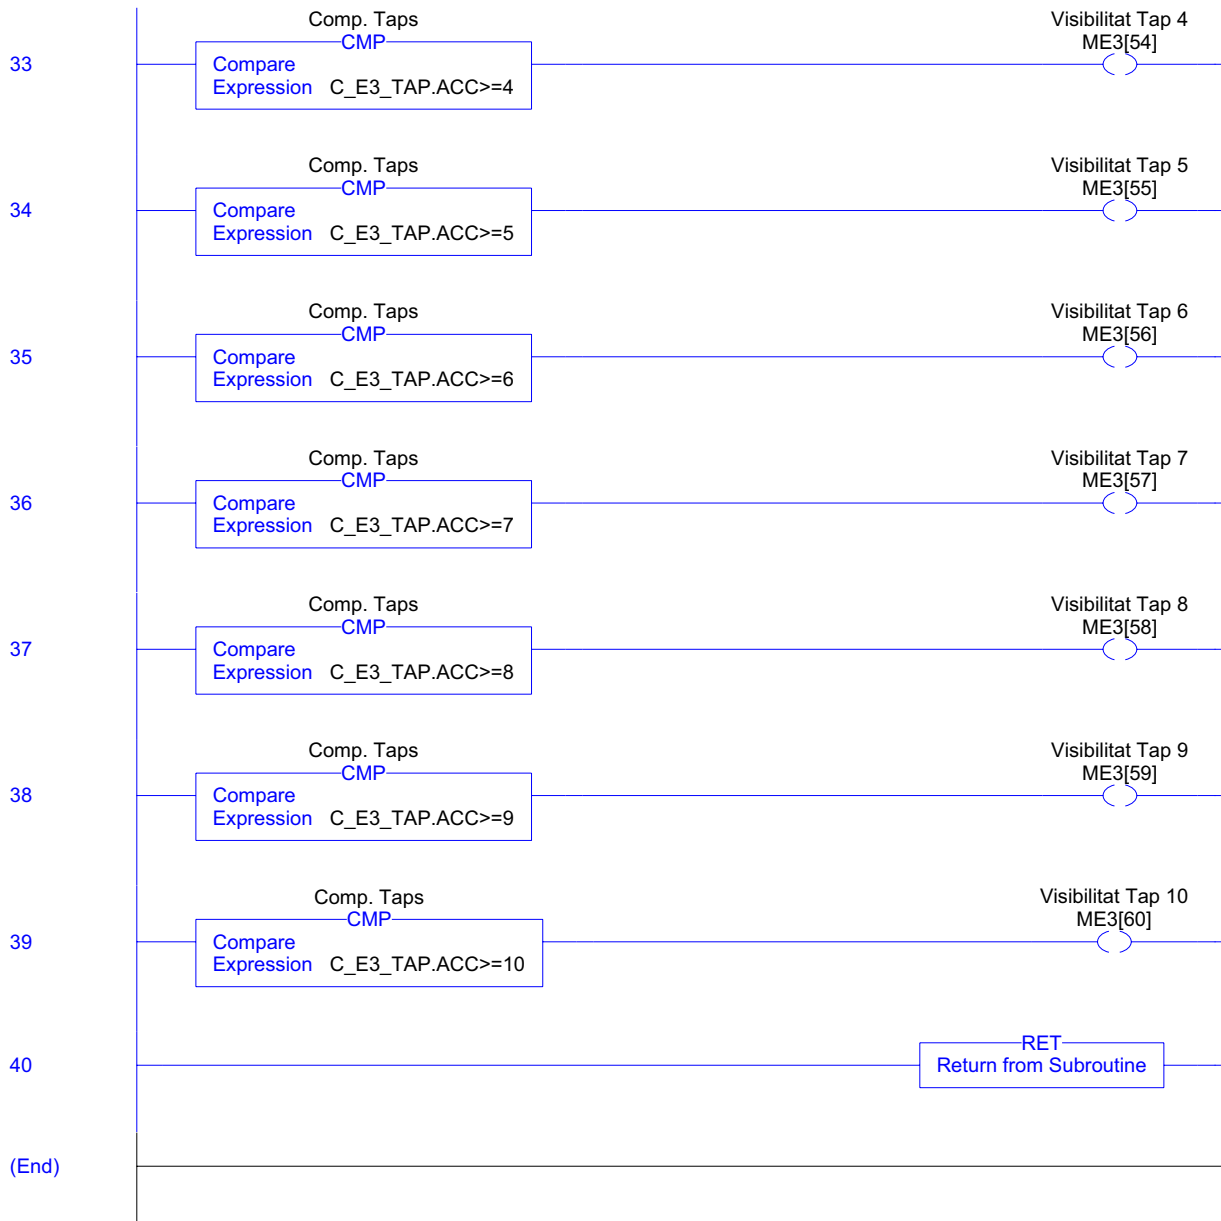 Comp. Taps Visibilitat Tap 4
CMP ME3[54]
33 Compare
Expression C_E3_TAP.ACC>=4
Comp. Taps Visibilitat Tap 5
CMP ME3[55]
34 Compare
Expression C_E3_TAP.ACC>=5
Comp. Taps Visibilitat Tap 6
CMP ME3[56]
35 Compare
Expression C_E3_TAP.ACC>=6
Comp. Taps Visibilitat Tap 7
CMP ME3[57]
36 Compare
Expression C_E3_TAP.ACC>=7
Comp. Taps Visibilitat Tap 8
CMP ME3[58]
37 Compare
Expression C_E3_TAP.ACC>=8
Comp. Taps Visibilitat Tap 9
CMP ME3[59]
38 Compare
Expression C_E3_TAP.ACC>=9
Comp. Taps Visibilitat Tap 10
CMP ME3[60]
39 Compare
Expression C_E3_TAP.ACC>=10
RET
40 Return from Subroutine
(End)